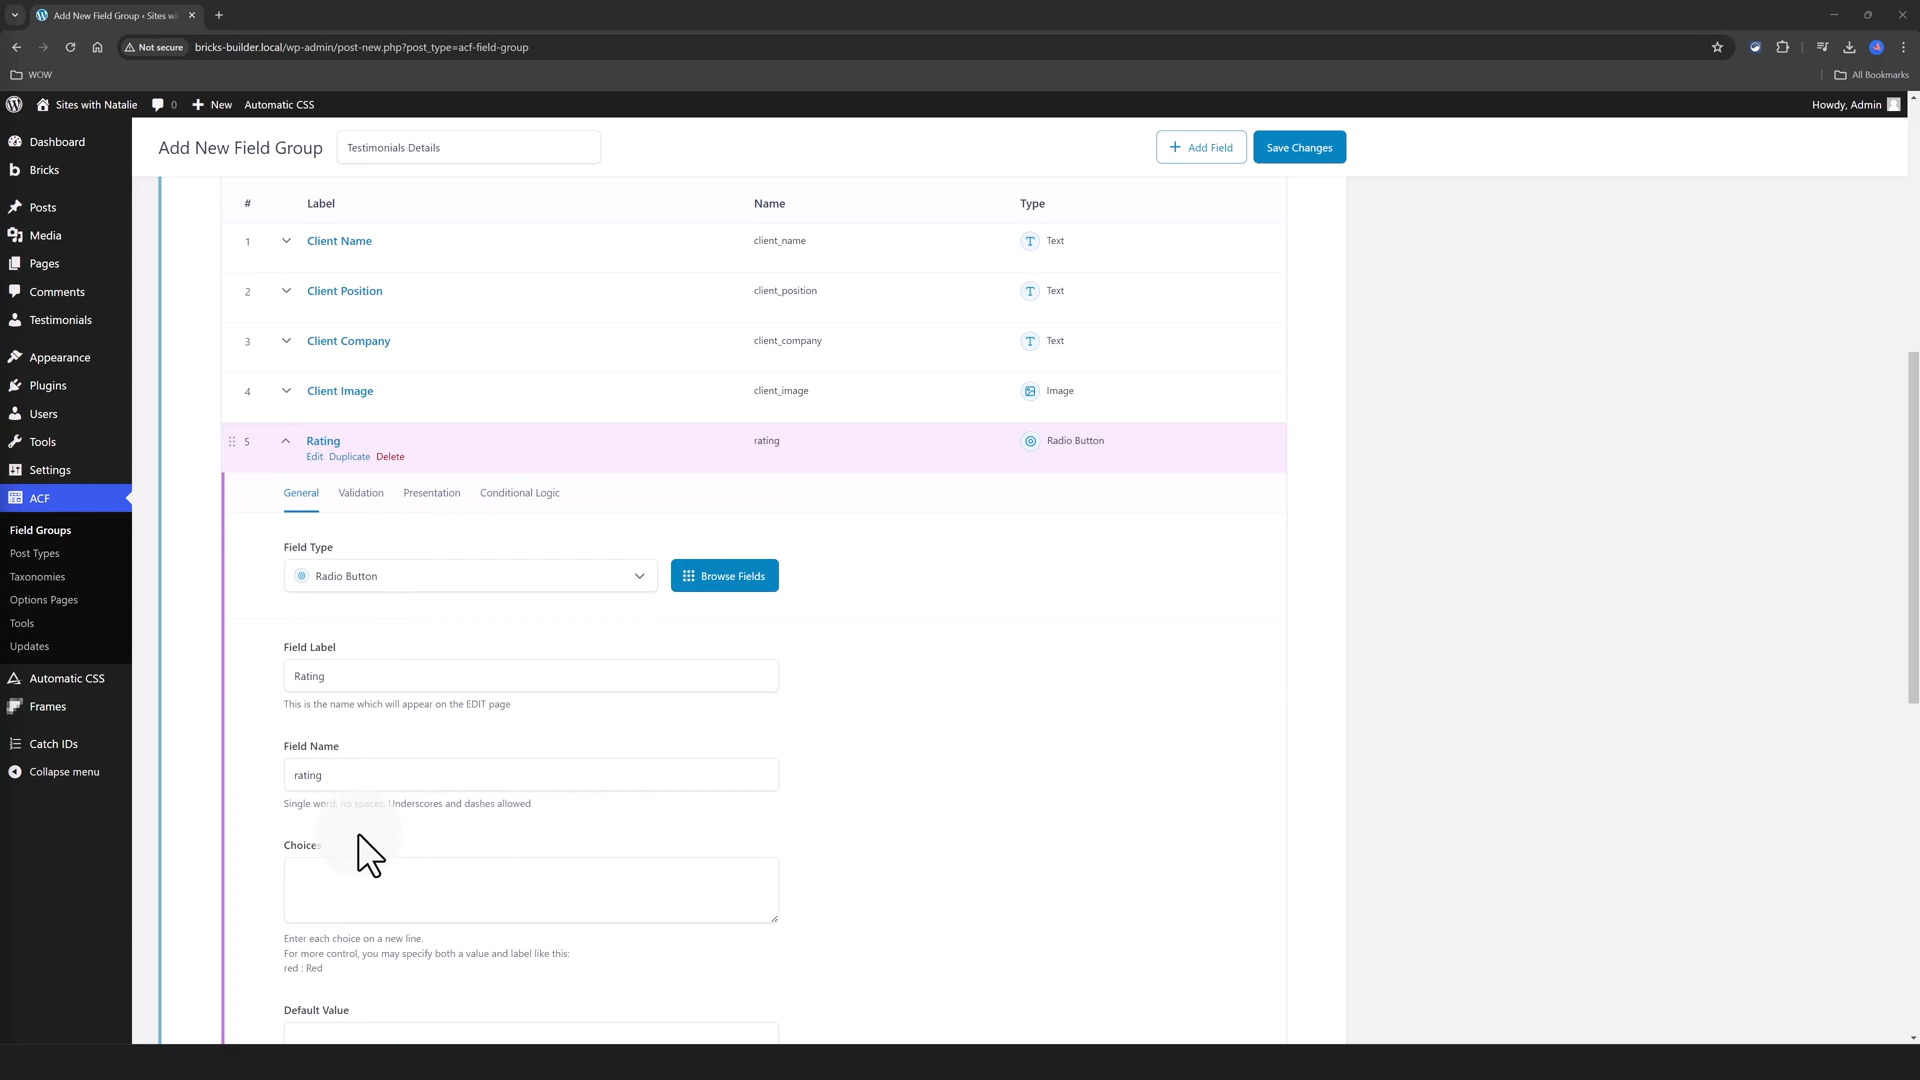 Add New Field Group ‹ Sites wi
Not secure
bricks-builder.local/wp-admin/post-new.php?post_type=acf-field-group
WOW
All Bookmarks
Sites with Natalie
0
New
Automatic CSS
Howdy, Admin
Dashboard
Bricks
Posts
Media
Pages
Comments
Testimonials
Appearance
Plugins
Users
Tools
Settings
ACF
Field Groups
Post Types
Taxonomies
Options Pages
Tools
Updates
Automatic CSS
Frames
Catch IDs
Collapse menu
Add New Field Group
Testimonials Details
Add Field
Save Changes
# Label Name Type
1 Client Name client_name Text
2 Client Position client_position Text
3 Client Company client_company Text
4 Client Image client_image Image
5 Rating rating Radio Button
Edit Duplicate Delete
General Validation Presentation Conditional Logic
Field Type
Radio Button
Browse Fields
Field Label
Rating
This is the name which will appear on the EDIT page
Field Name
rating
Single word, no spaces. Underscores and dashes allowed
Choices
Enter each choice on a new line.
For more control, you may specify both a value and label like this:
red : Red
Default Value